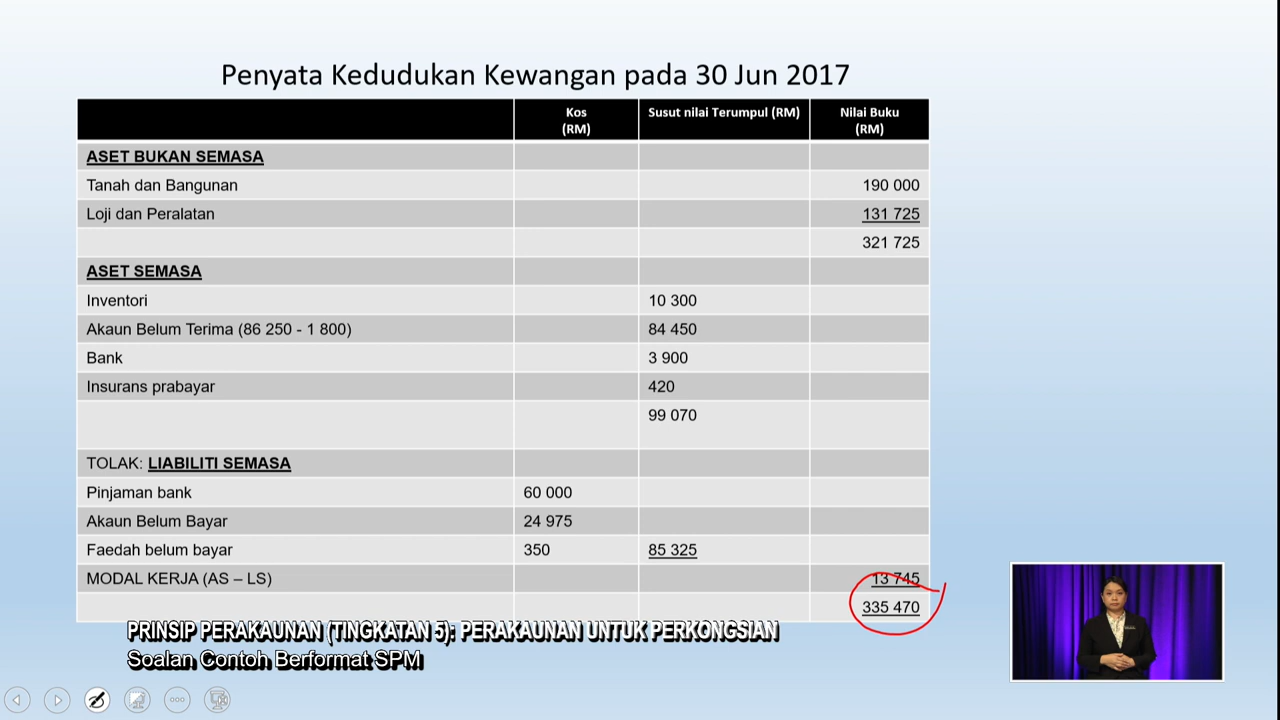 Penyata Kedudukan Kewangan pada 30 Jun 2017
Kos (RM) Susut nilai Terumpul (RM) Nilai Buku (RM)
ASET BUKAN SEMASA
Tanah dan Bangunan 190 000
Loji dan Peralatan 131 725
321 725
ASET SEMASA
Inventori 10 300
Akaun Belum Terima (86 250 - 1 800) 84 450
Bank 3 900
Insurans prabayar 420
99 070
TOLAK: LIABILITI SEMASA
Pinjaman bank 60 000
Akaun Belum Bayar 24 975
Faedah belum bayar 350 85 325
MODAL KERJA (AS – LS) 13 745
335 470
PRINSIP PERAKAUNAN (TINGKATAN 5): PERAKAUNAN UNTUK PERKONGSIAN
Soalan Contoh Berformat SPM